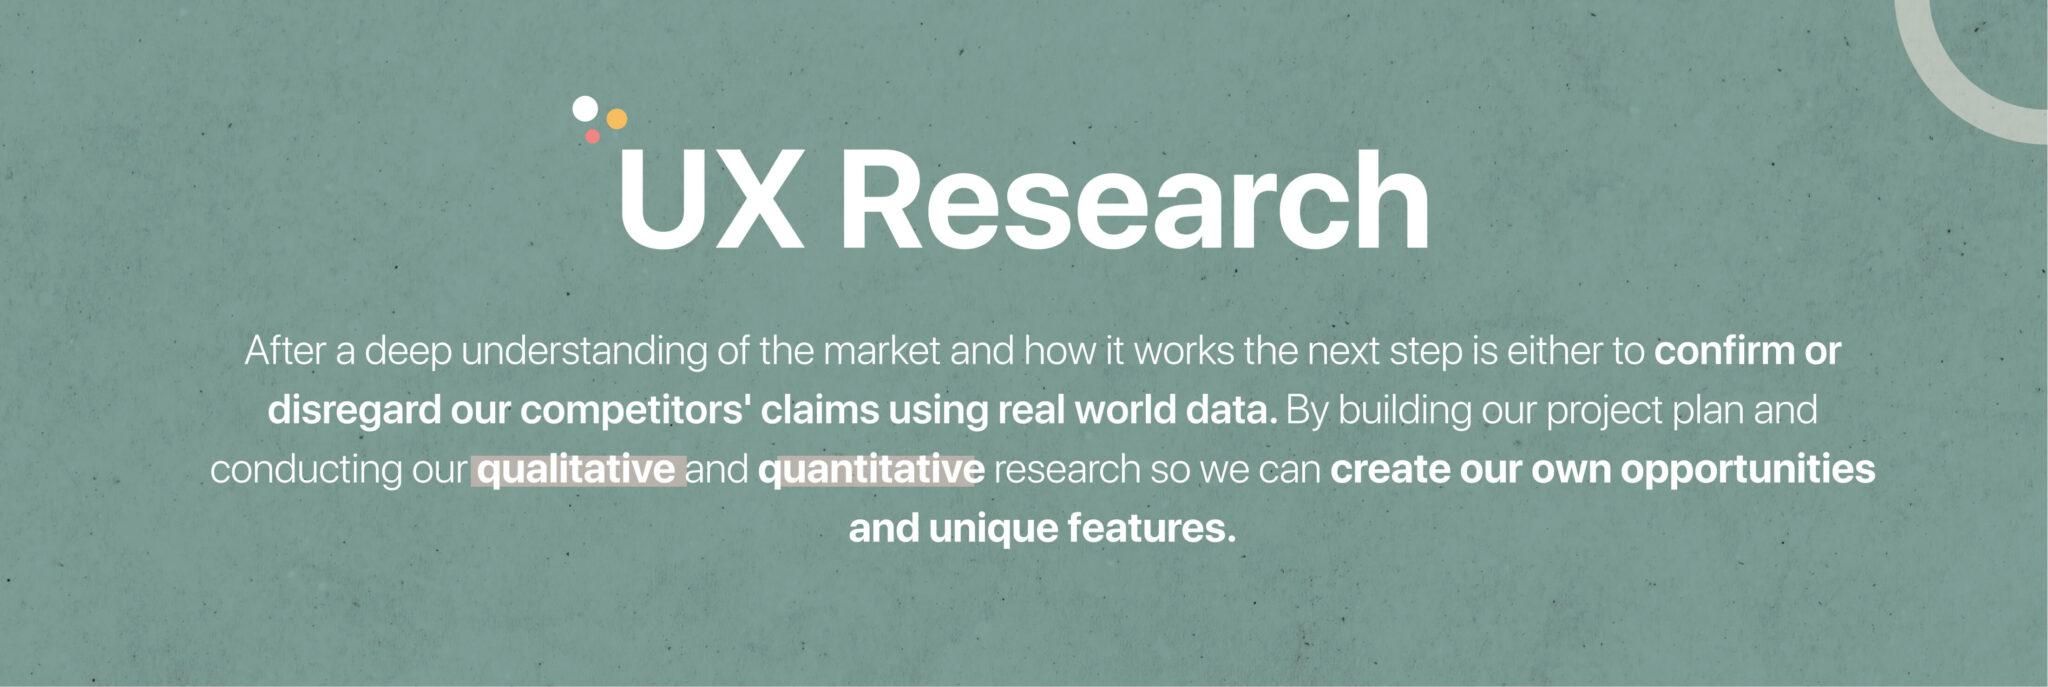 UX Research
After a deep understanding of the market and how it works the next step is either to confirm or
disregard our competitors' claims using real world data. By building our project plan and
conducting our qualitative and quantitative research so we can create our own opportunities
and unique features.